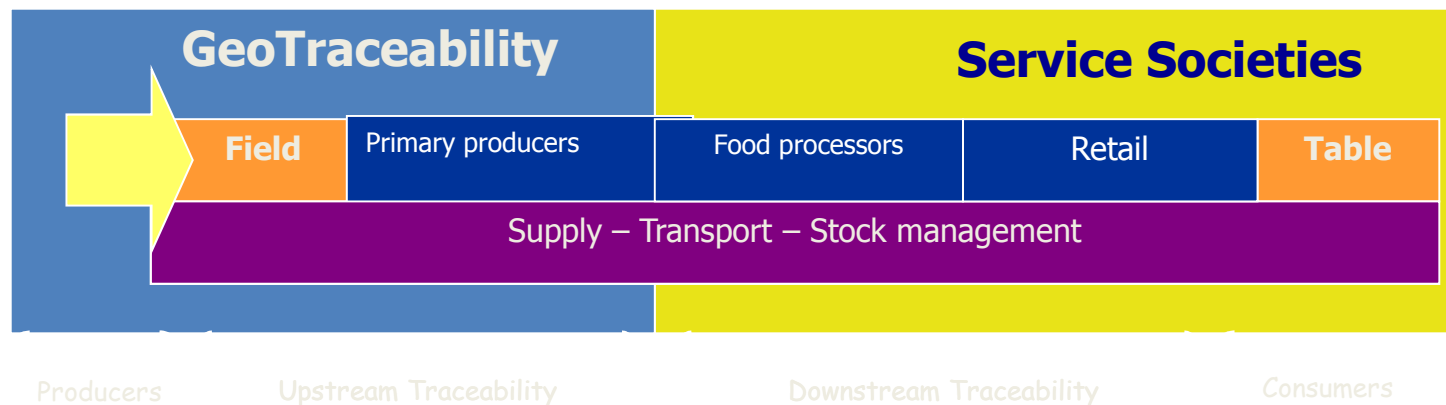 GeoTraceability
Service Societies
Field
Primary producers
Food processors
Retail
Table
Supply – Transport – Stock management
Producers
Upstream Traceability
Downstream Traceability
Consumers